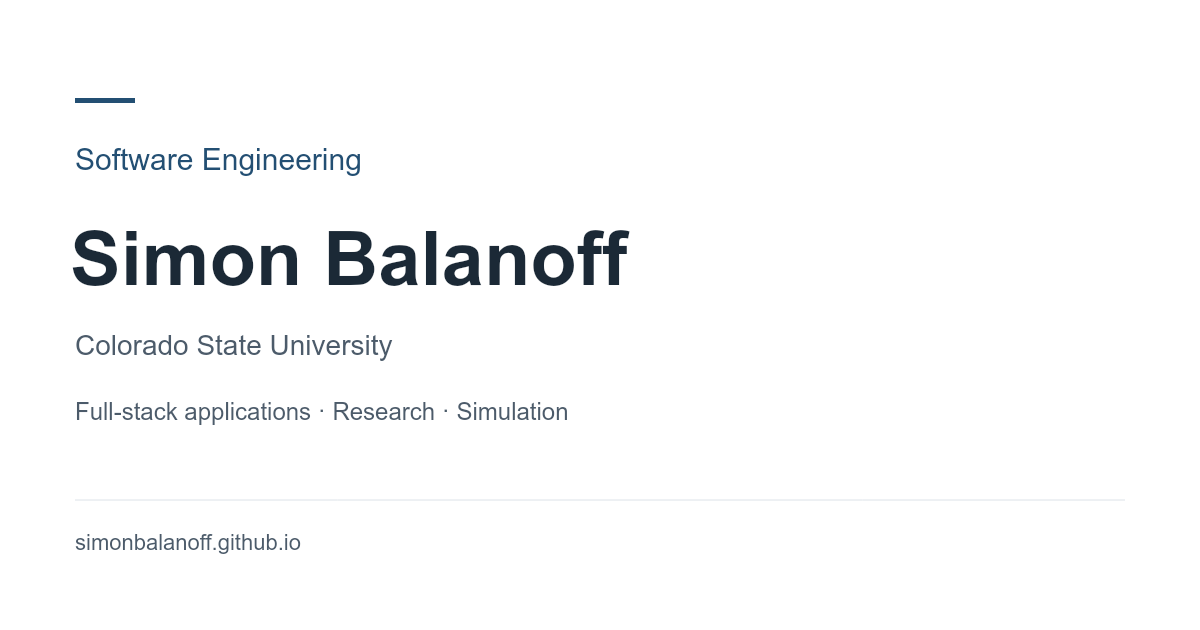 Software Engineering
Simon Balanoff
Colorado State University
Full-stack applications · Research · Simulation
simonbalanoff.github.io